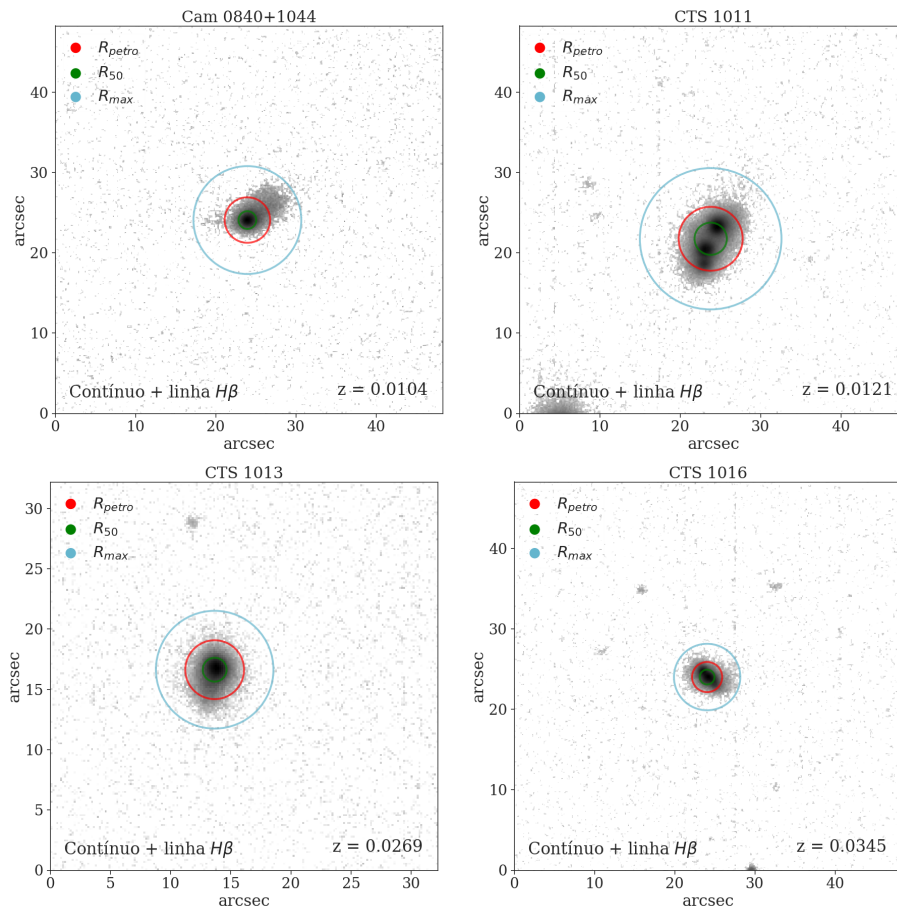 Cam 0840+1044
R_petro
R_50
R_max
40
30
20
10
0
arcsec
Contínuo + linha Hβ
z = 0.0104
0 10 20 30 40
arcsec
CTS 1011
R_petro
R_50
R_max
40
30
20
10
0
arcsec
Contínuo + linha Hβ
z = 0.0121
0 10 20 30 40
arcsec
CTS 1013
R_petro
R_50
R_max
30
25
20
15
10
5
0
arcsec
Contínuo + linha Hβ
z = 0.0269
0 5 10 15 20 25 30
arcsec
CTS 1016
R_petro
R_50
R_max
40
30
20
10
0
arcsec
Contínuo + linha Hβ
z = 0.0345
0 10 20 30 40
arcsec